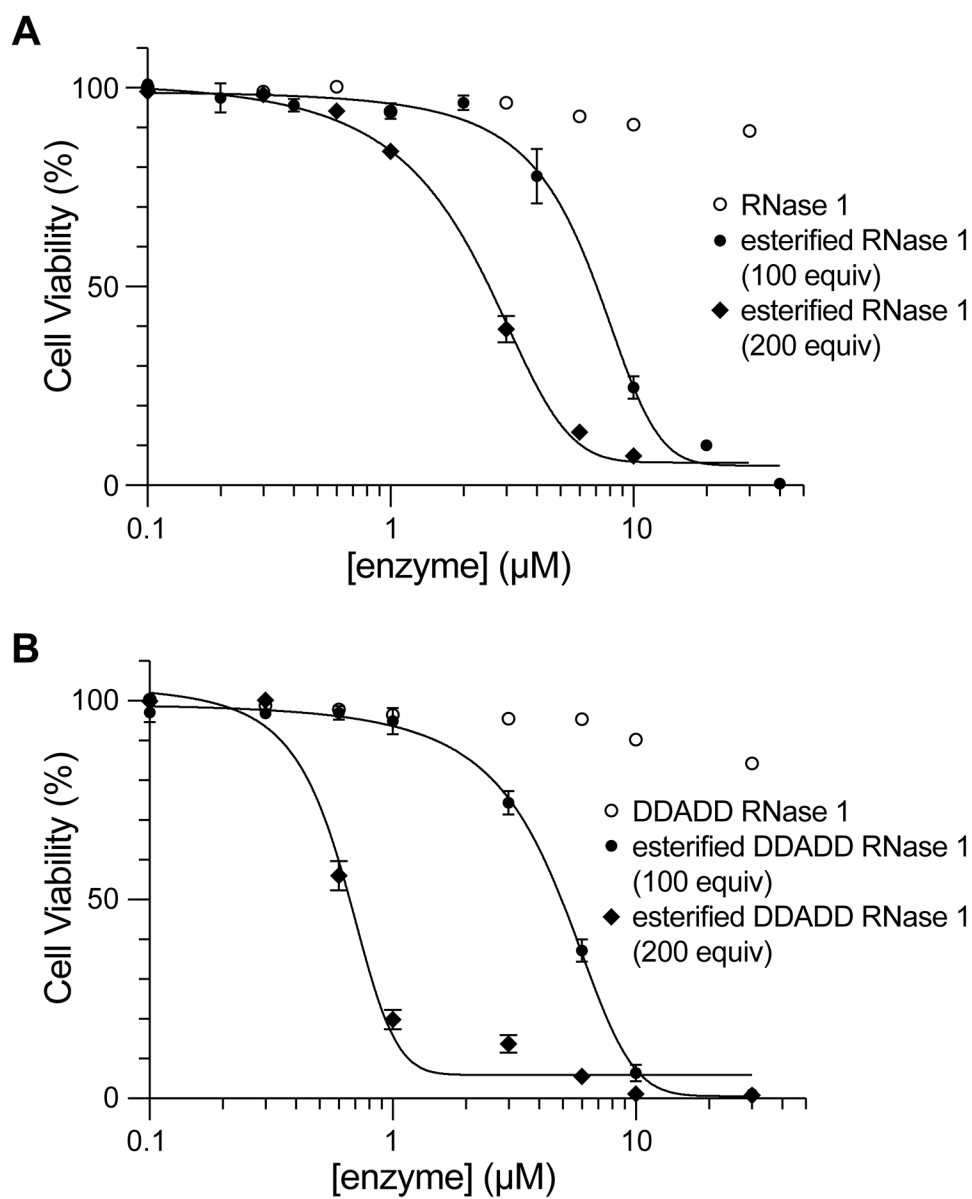 A
100
50
0
Cell Viability (%)
0.1
1
10
[enzyme] (µM)
RNase 1
esterified RNase 1
(100 equiv)
esterified RNase 1
(200 equiv)
B
100
50
0
Cell Viability (%)
0.1
1
10
[enzyme] (µM)
DDADD RNase 1
esterified DDADD RNase 1
(100 equiv)
esterified DDADD RNase 1
(200 equiv)